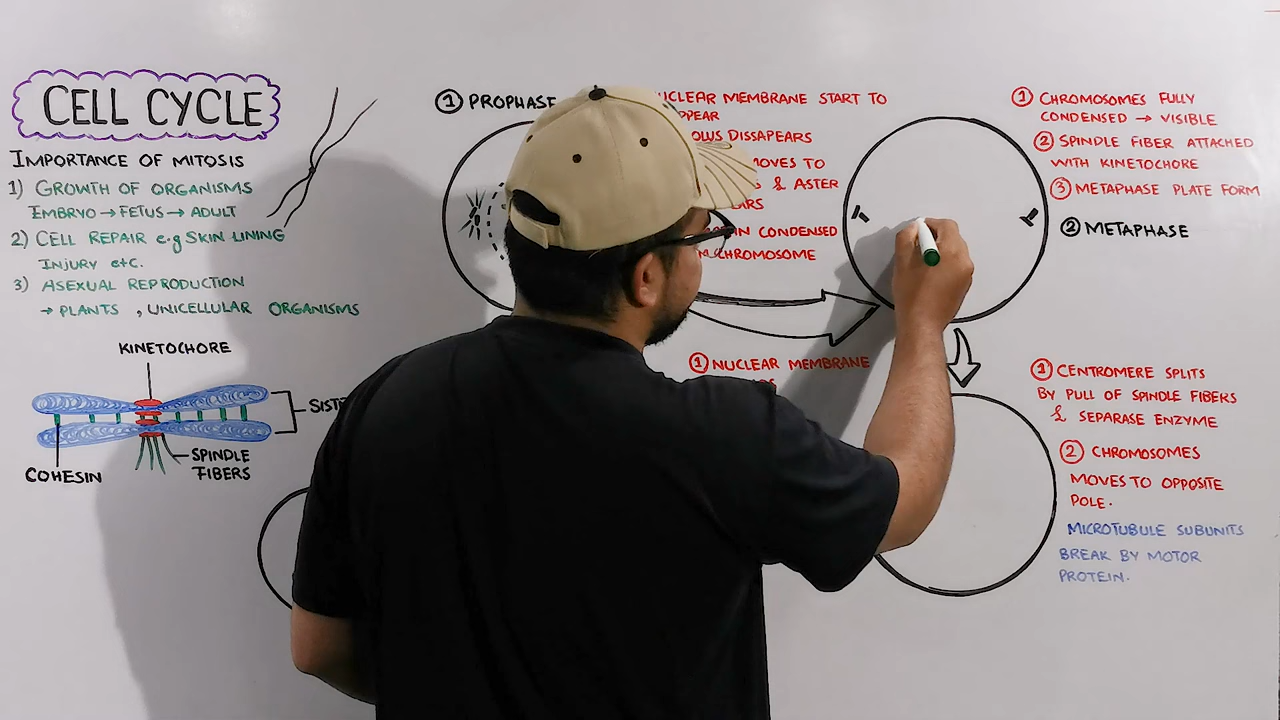 CELL CYCLE
IMPORTANCE OF MITOSIS
1) GROWTH OF ORGANISMS
EMBRYO → FETUS → ADULT
2) CELL REPAIR e.g SKIN LINING
INJURY etc.
3) ASEXUAL REPRODUCTION
→ PLANTS , UNICELLULAR ORGANISMS
KINETOCHORE
SPINDLE
FIBERS
COHESIN
① PROPHASE
MEMBRANE START TO
DISSAPEARS
MOVES TO
& ASTER
CONDENSED
CHROMOSOME
① NUCLEAR MEMBRANE
① CHROMOSOMES FULLY
CONDENSED → VISIBLE
② SPINDLE FIBER ATTACHED
WITH KINETOCHORE
③ METAPHASE PLATE FORM
② METAPHASE
① CENTROMERE SPLITS
BY PULL OF SPINDLE FIBERS
& SEPARASE ENZYME
② CHROMOSOMES
MOVES TO OPPOSITE
POLE.
MICROTUBULE SUBUNITS
BREAK BY MOTOR
PROTEIN.